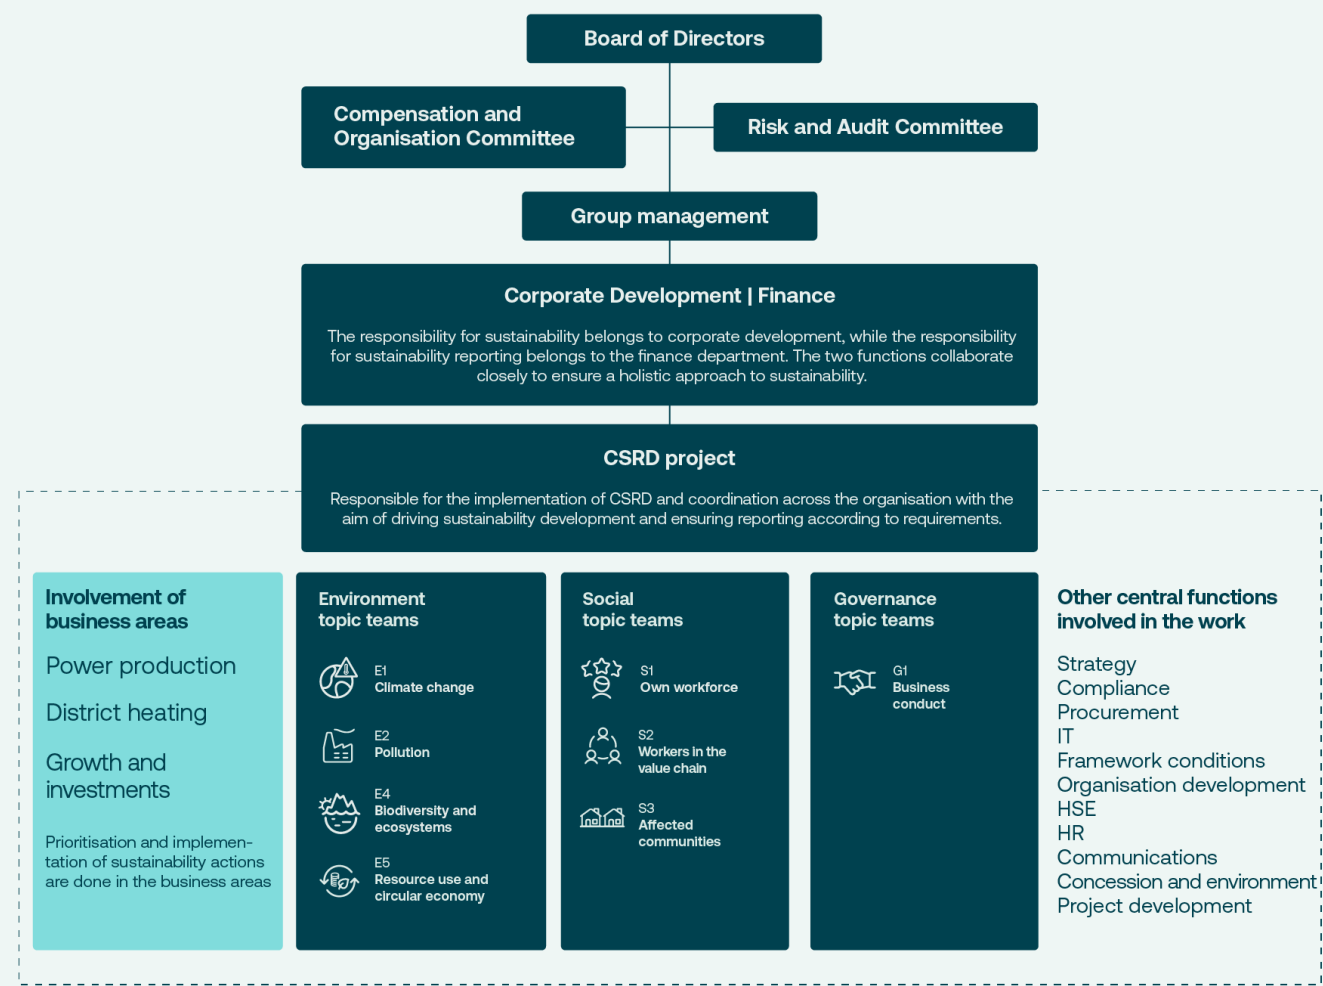 Board of Directors
Compensation and
Organisation Committee
Risk and Audit Committee
Group management
Corporate Development | Finance
The responsibility for sustainability belongs to corporate development, while the responsibility
for sustainability reporting belongs to the finance department. The two functions collaborate
closely to ensure a holistic approach to sustainability.
CSRD project
Responsible for the implementation of CSRD and coordination across the organisation with the
aim of driving sustainability development and ensuring reporting according to requirements.
Involvement of
business areas
Power production
District heating
Growth and
investments
Prioritisation and implemen-
tation of sustainability actions
are done in the business areas
Environment
topic teams
E1
Climate change
E2
Pollution
E4
Biodiversity and
ecosystems
E5
Resource use and
circular economy
Social
topic teams
S1
Own workforce
S2
Workers in the
value chain
S3
Affected
communities
Governance
topic teams
G1
Business
conduct
Other central functions
involved in the work
Strategy
Compliance
Procurement
IT
Framework conditions
Organisation development
HSE
HR
Communications
Concession and environment
Project development